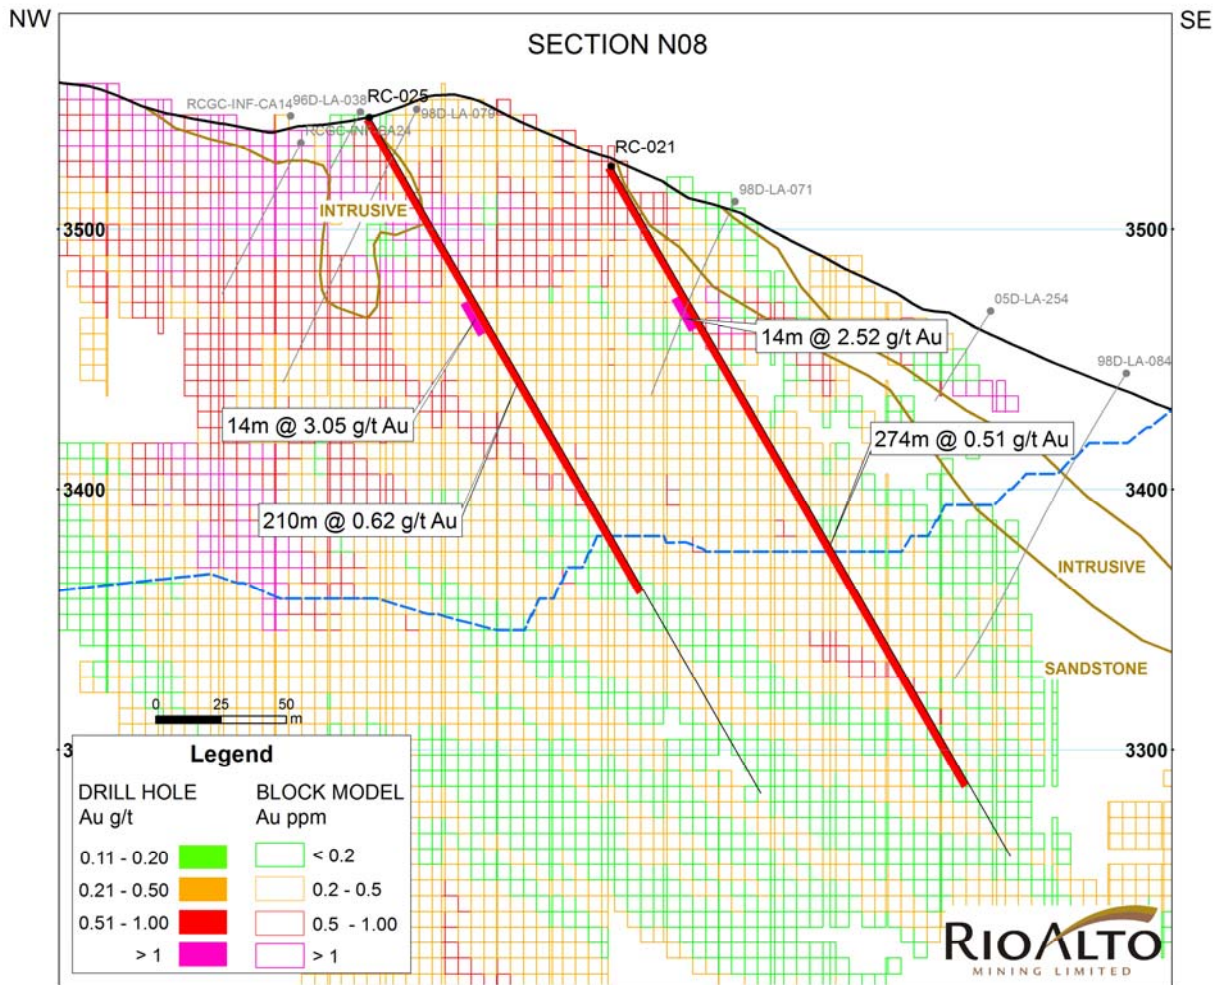 NW
SE
SECTION N08
RCGC-INF-CA14
96D-LA-038
RC-025
98D-LA-079
RCGC-INF-CA24
RC-021
98D-LA-071
INTRUSIVE
3500
3500
05D-LA-254
14m @ 2.52 g/t Au
98D-LA-084
14m @ 3.05 g/t Au
274m @ 0.51 g/t Au
3400
3400
210m @ 0.62 g/t Au
INTRUSIVE
SANDSTONE
0 25 50
m
3300
Legend
DRILL HOLE
Au g/t
0.11 - 0.20
0.21 - 0.50
0.51 - 1.00
> 1
BLOCK MODEL
Au ppm
< 0.2
0.2 - 0.5
0.5 - 1.00
> 1
RIOALTO
MINING LIMITED